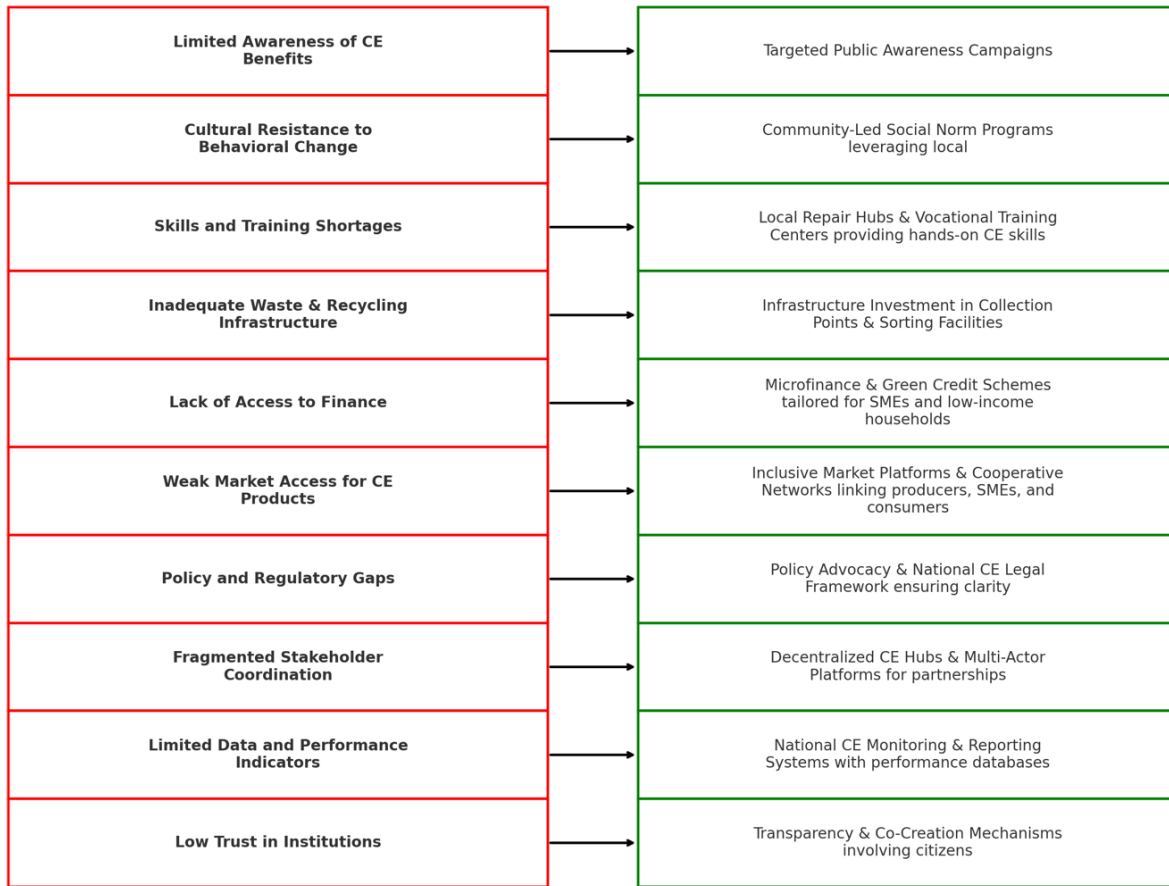 Limited Awareness of CE
Benefits
Targeted Public Awareness Campaigns
Cultural Resistance to
Behavioral Change
Community-Led Social Norm Programs
leveraging local
Skills and Training Shortages
Local Repair Hubs & Vocational Training
Centers providing hands-on CE skills
Inadequate Waste & Recycling
Infrastructure
Infrastructure Investment in Collection
Points & Sorting Facilities
Lack of Access to Finance
Microfinance & Green Credit Schemes
tailored for SMEs and low-income
households
Weak Market Access for CE
Products
Inclusive Market Platforms & Cooperative
Networks linking producers, SMEs, and
consumers
Policy and Regulatory Gaps
Policy Advocacy & National CE Legal
Framework ensuring clarity
Fragmented Stakeholder
Coordination
Decentralized CE Hubs & Multi-Actor
Platforms for partnerships
Limited Data and Performance
Indicators
National CE Monitoring & Reporting
Systems with performance databases
Low Trust in Institutions
Transparency & Co-Creation Mechanisms
involving citizens